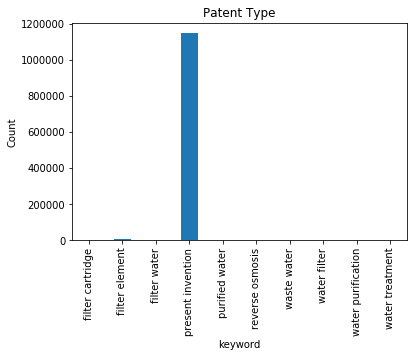 Patent Type
1200000
1000000
800000
600000
400000
200000
0
Count
filter cartridge
filter element
filter water
present invention
purified water
reverse osmosis
waste water
water filter
water purification
water treatment
keyword